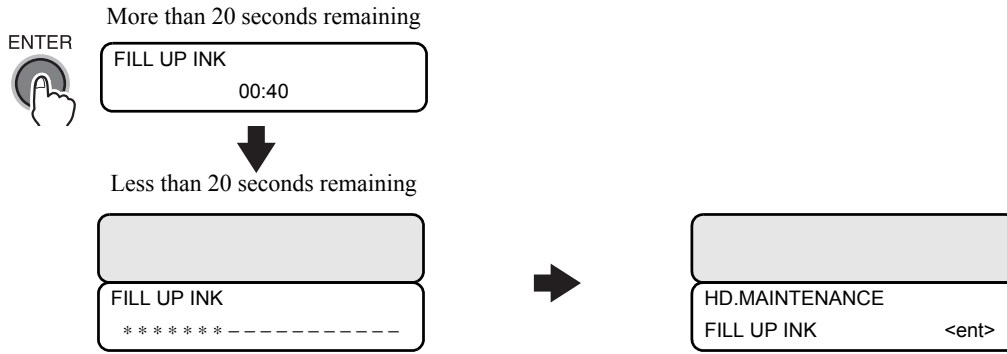 More than 20 seconds remaining
ENTER
FILL UP INK
00:40
Less than 20 seconds remaining
FILL UP INK
*******−−−−−−−−−−−
HD.MAINTENANCE
FILL UP INK <ent>